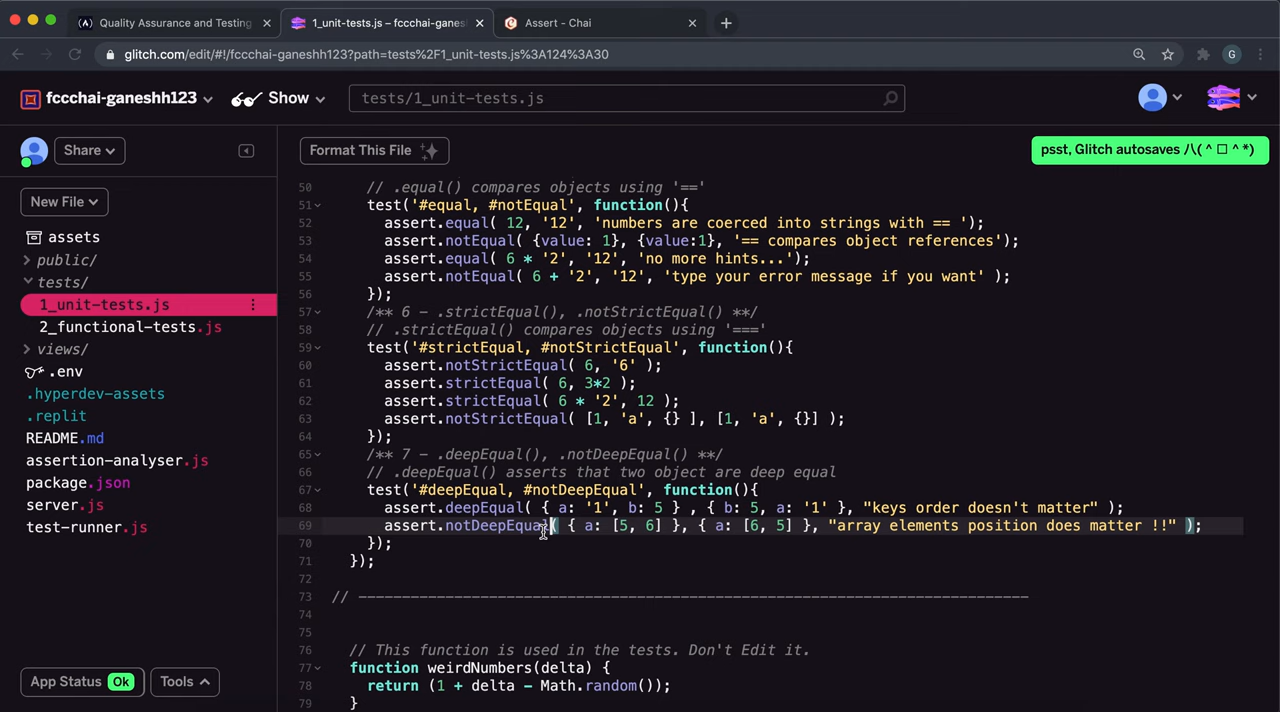 Quality Assurance and Testing
1_unit-tests.js – fccchai-ganes
Assert - Chai
glitch.com/edit/#!/fccchai-ganeshh123?path=tests%2F1_unit-tests.js%3A124%3A30
G
fccchai-ganeshh123
Show
tests/1_unit-tests.js
Share
Format This File
psst, Glitch autosaves /\( ^ □ ^ *)
New File
assets
public/
tests/
1_unit-tests.js
2_functional-tests.js
views/
.env
.hyperdev-assets
.replit
README.md
assertion-analyser.js
package.json
server.js
test-runner.js
App Status Ok
Tools
50 // .equal() compares objects using '=='
51 test('#equal, #notEqual', function(){
52 assert.equal( 12, '12', 'numbers are coerced into strings with == ');
53 assert.notEqual( {value: 1}, {value:1}, '== compares object references');
54 assert.equal( 6 * '2', '12', 'no more hints...');
55 assert.notEqual( 6 + '2', '12', 'type your error message if you want' );
56 });
57 /** 6 - .strictEqual(), .notStrictEqual() **/
58 // .strictEqual() compares objects using '==='
59 test('#strictEqual, #notStrictEqual', function(){
60 assert.notStrictEqual( 6, '6' );
61 assert.strictEqual( 6, 3*2 );
62 assert.strictEqual( 6 * '2', 12 );
63 assert.notStrictEqual( [1, 'a', {} ], [1, 'a', {}] );
64 });
65 /** 7 - .deepEqual(), .notDeepEqual() **/
66 // .deepEqual() asserts that two object are deep equal
67 test('#deepEqual, #notDeepEqual', function(){
68 assert.deepEqual( { a: '1', b: 5 } , { b: 5, a: '1' }, "keys order doesn't matter" );
69 assert.notDeepEqual( { a: [5, 6] }, { a: [6, 5] }, "array elements position does matter !!" );
70 });
71 });
72
73 // -----------------------------------------------------------------------------
74
75
76 // This function is used in the tests. Don't Edit it.
77 function weirdNumbers(delta) {
78 return (1 + delta - Math.random());
79 }